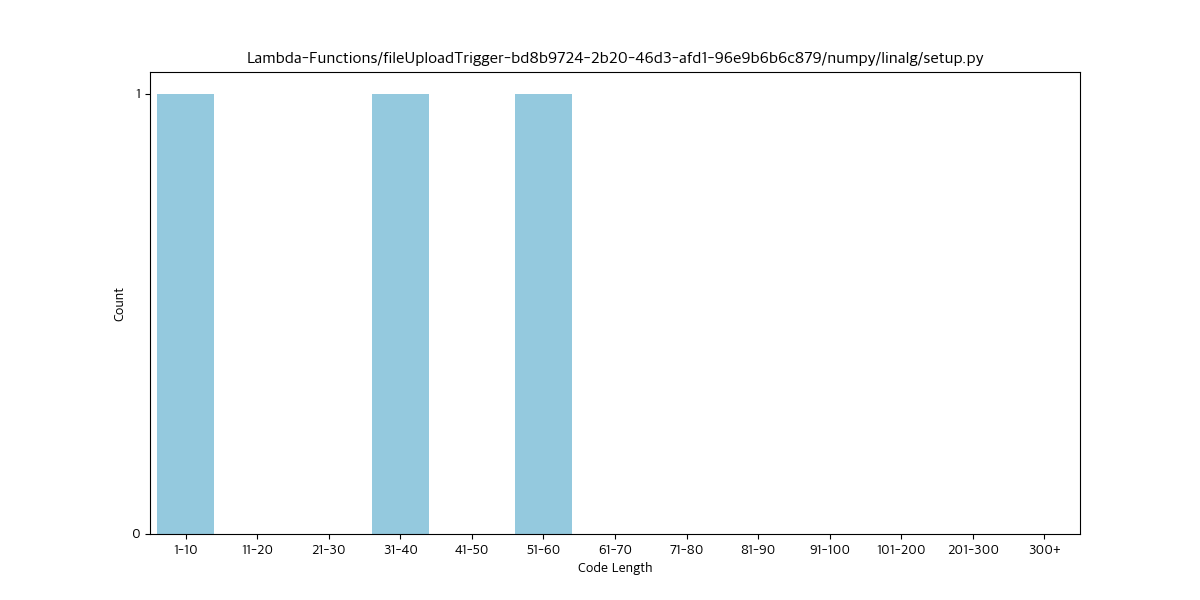 Lambda-Functions/fileUploadTrigger-bd8b9724-2b20-46d3-afd1-96e9b6b6c879/numpy/linalg/setup.py
1
Count
0
1-10 11-20 21-30 31-40 41-50 51-60 61-70 71-80 81-90 91-100 101-200 201-300 300+
Code Length